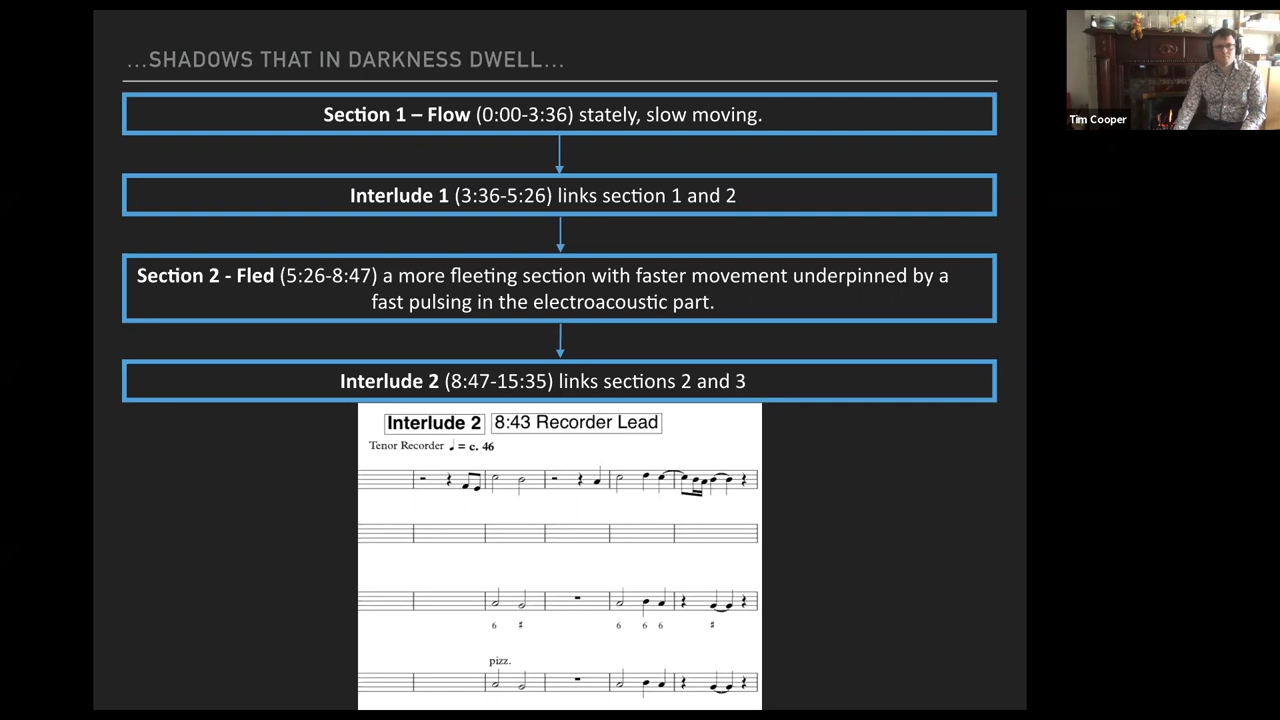 ...SHADOWS THAT IN DARKNESS DWELL...
Tim Cooper
Section 1 – Flow (0:00-3:36) stately, slow moving.
Interlude 1 (3:36-5:26) links section 1 and 2
Section 2 - Fled (5:26-8:47) a more fleeting section with faster movement underpinned by a
fast pulsing in the electroacoustic part.
Interlude 2 (8:47-15:35) links sections 2 and 3
Interlude 2 8:43 Recorder Lead
Tenor Recorder ♩ = c. 46
6 # 6 6 6 #
pizz.